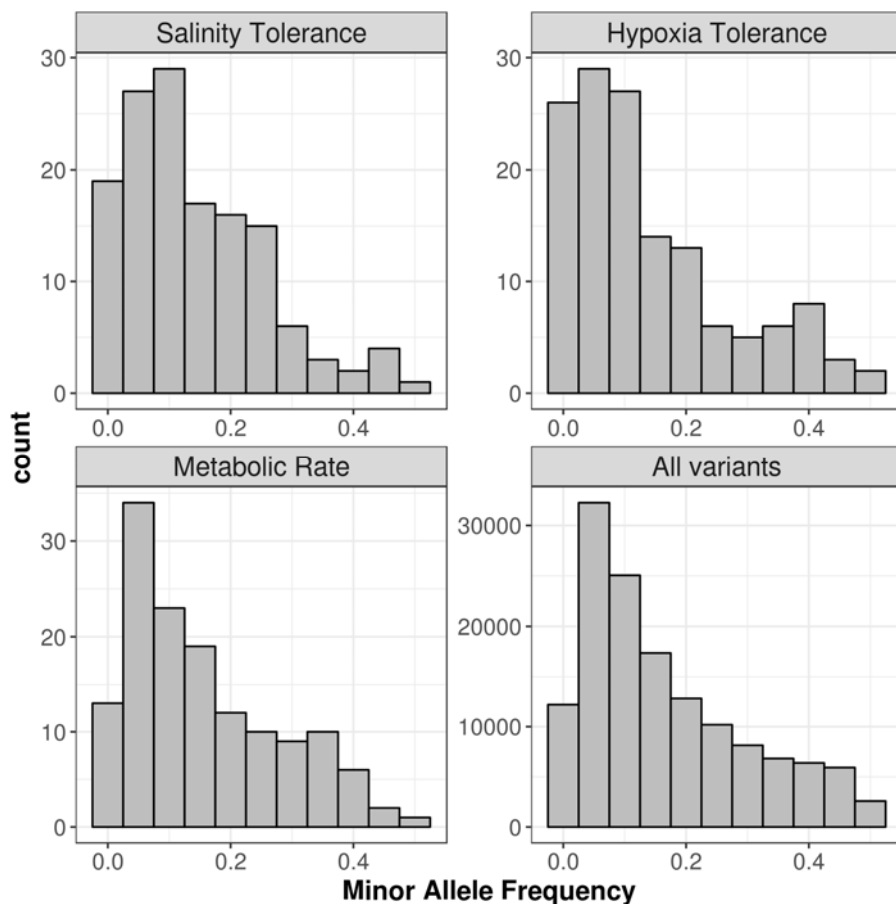 Salinity Tolerance
Hypoxia Tolerance
30
20
10
0
30
20
10
0
0.0 0.2 0.4
0.0 0.2 0.4
count
Metabolic Rate
All variants
30
20
10
0
30000
20000
10000
0
0.0 0.2 0.4
0.0 0.2 0.4
Minor Allele Frequency